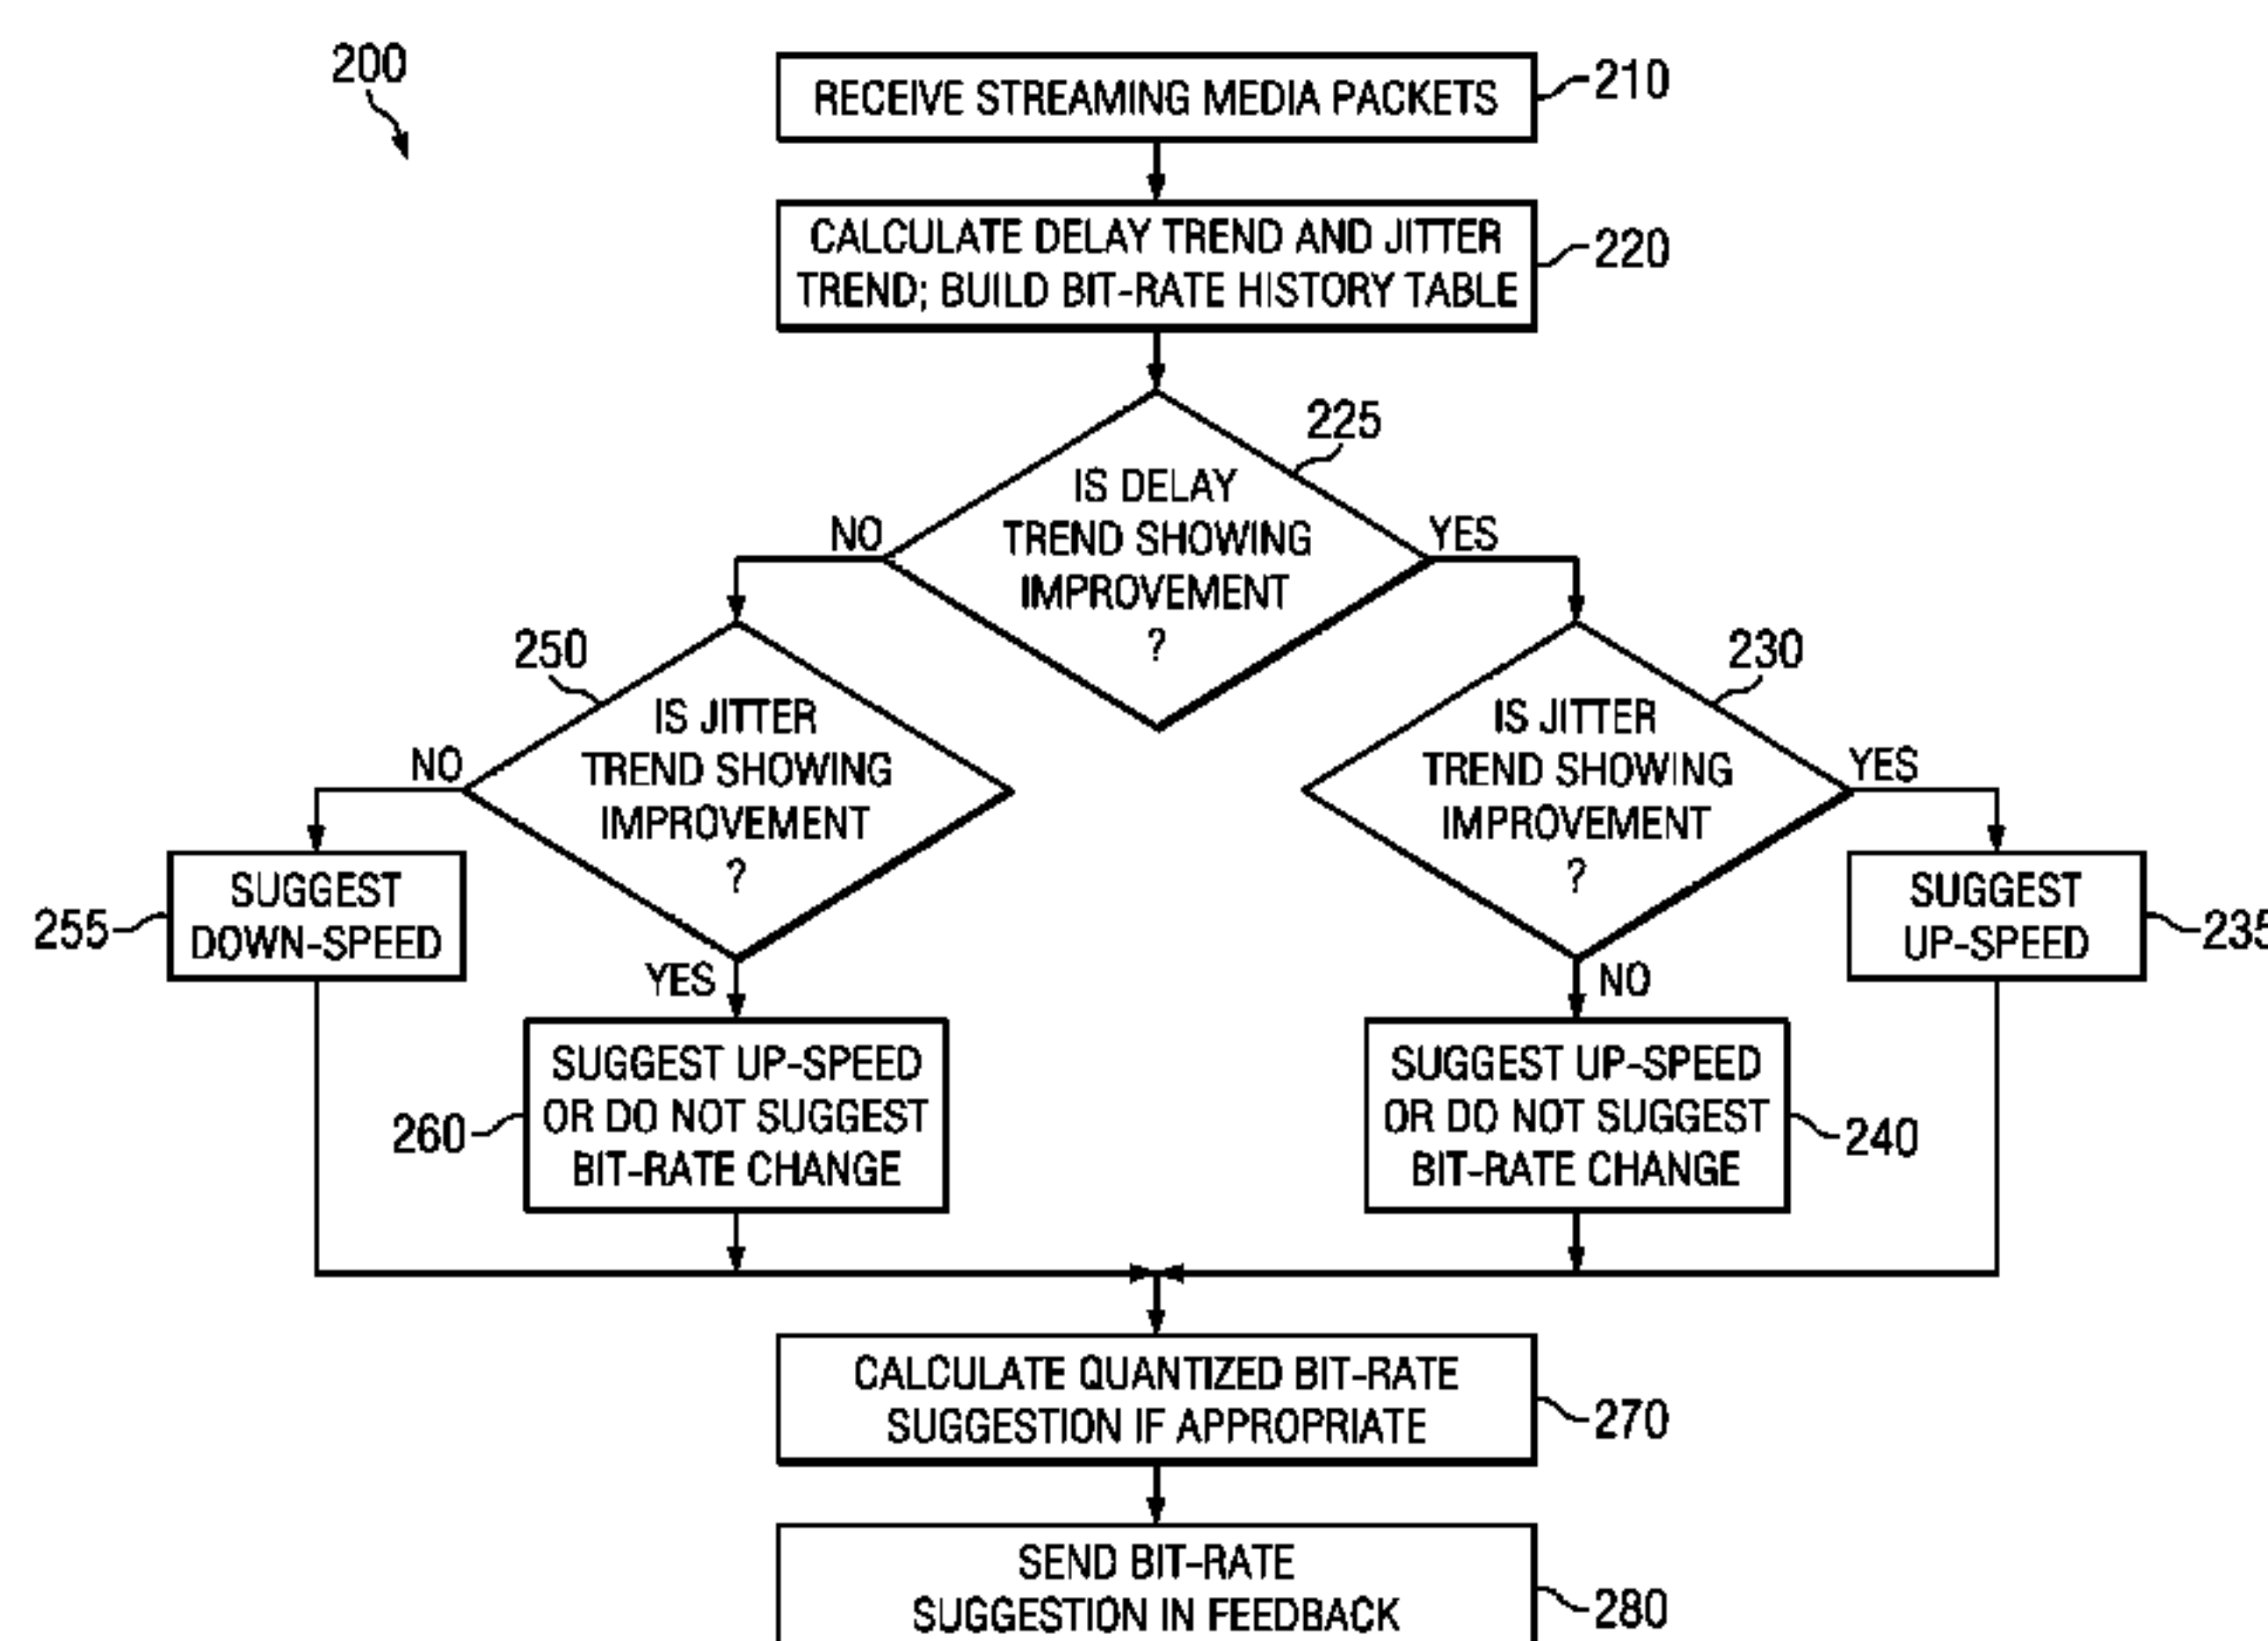 200
RECEIVE STREAMING MEDIA PACKETS
210
CALCULATE DELAY TREND AND JITTER
TREND; BUILD BIT-RATE HISTORY TABLE
220
225
IS DELAY
TREND SHOWING
IMPROVEMENT
?
NO
YES
250
IS JITTER
TREND SHOWING
IMPROVEMENT
?
NO
YES
230
IS JITTER
TREND SHOWING
IMPROVEMENT
?
YES
NO
255
SUGGEST
DOWN-SPEED
SUGGEST
UP-SPEED
235
260
SUGGEST UP-SPEED
OR DO NOT SUGGEST
BIT-RATE CHANGE
SUGGEST UP-SPEED
OR DO NOT SUGGEST
BIT-RATE CHANGE
240
CALCULATE QUANTIZED BIT-RATE
SUGGESTION IF APPROPRIATE
270
SEND BIT-RATE
SUGGESTION IN FEEDBACK
280